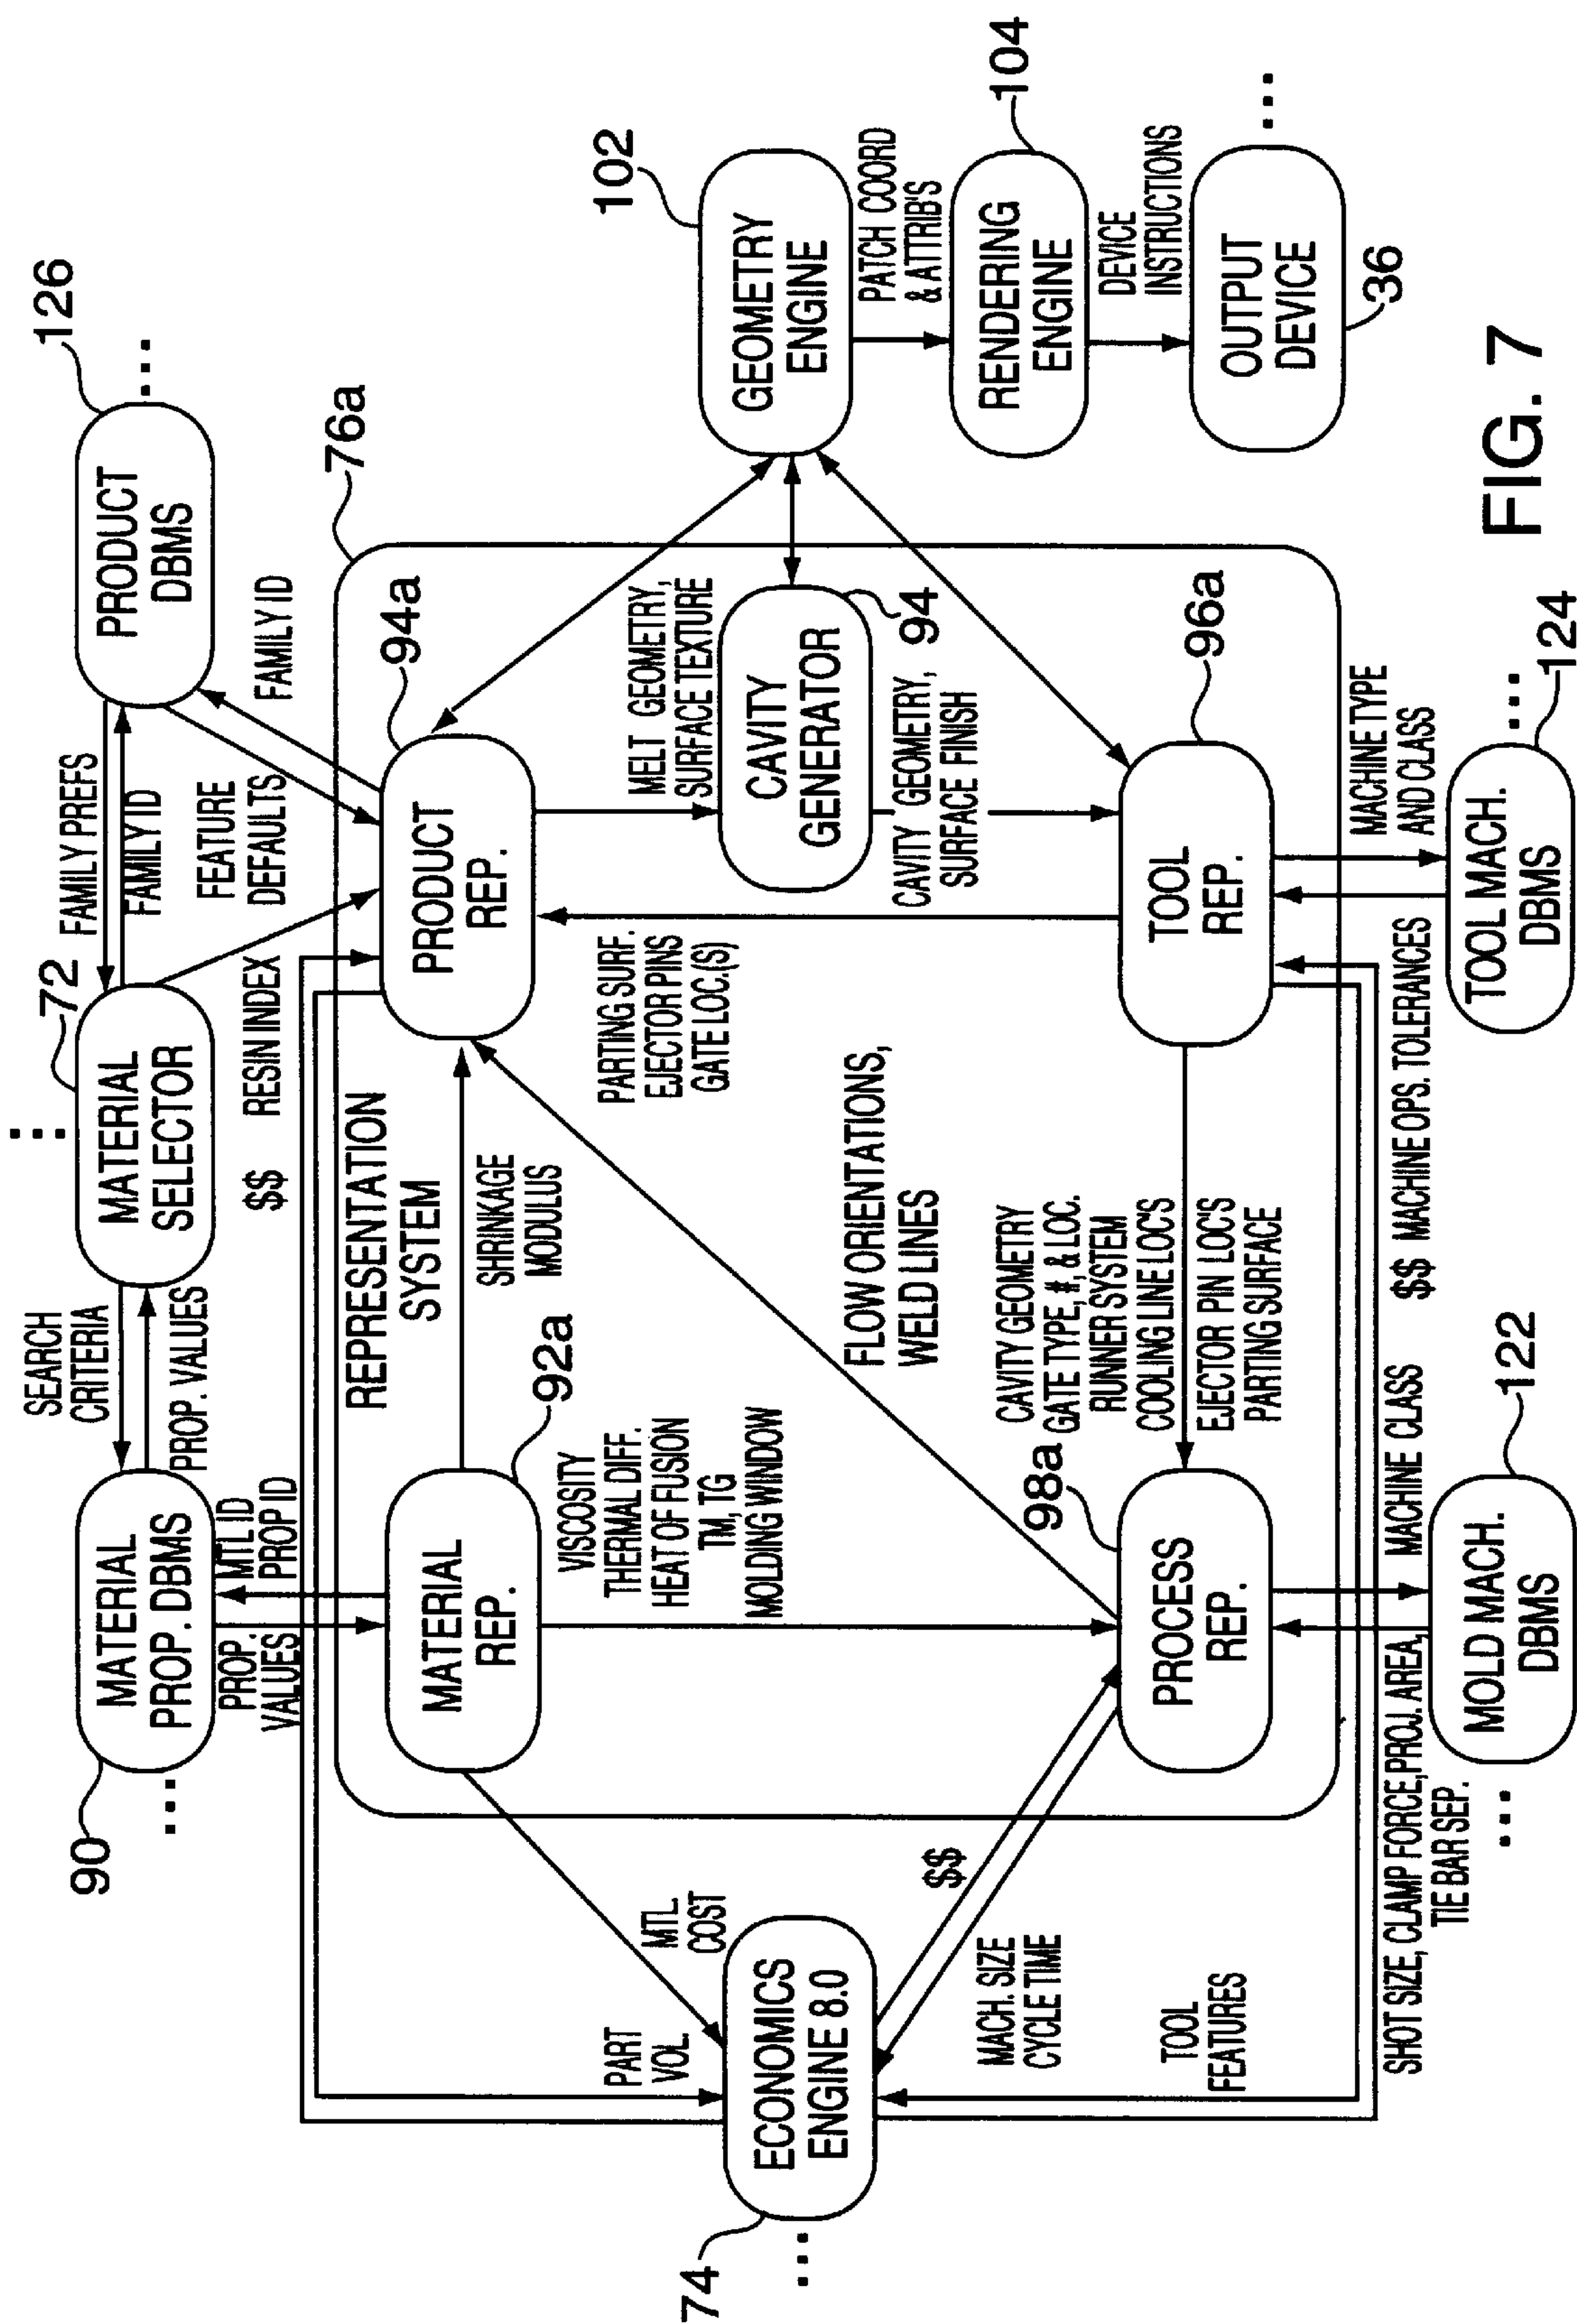 90
MATERIAL
PROP. DBMS
SEARCH
CRITERIA
PROP. VALUES
72
MATERIAL
SELECTOR
FAMILY PREFS
FAMILY ID
126
PRODUCT
DBMS
PROP.
VALUES
MTL ID
PROP ID
$$
RESIN INDEX
FEATURE
DEFAULTS
FAMILY ID
76a
REPRESENTATION
SYSTEM
MATERIAL
REP.
92a
SHRINKAGE
MODULUS
PRODUCT
REP.
94a
VISCOSITY
THERMAL DIFF.
HEAT OF FUSION
TM, TG
MOLDING WINDOW
PARTING SURF.
EJECTOR PINS
GATE LOC.(S)
MELT GEOMETRY,
SURFACE TEXTURE
102
GEOMETRY
ENGINE
PART
VOL.
MTL.
COST
74
ECONOMICS
ENGINE 8.0
CAVITY
GENERATOR
94
PATCH COORD
& ATTRIB'S
FLOW ORIENTATIONS,
WELD LINES
CAVITY GEOMETRY,
SURFACE FINISH
RENDERING
ENGINE
104
$$
MACH. SIZE
CYCLE TIME
CAVITY GEOMETRY
GATE TYPE, #, & LOC.
RUNNER SYSTEM
COOLING LINE LOC'S
EJECTOR PIN LOC'S
PARTING SURFACE
DEVICE
INSTRUCTIONS
TOOL
FEATURES
98a
PROCESS
REP.
TOOL
REP.
96a
OUTPUT
DEVICE
36
SHOT SIZE, CLAMP FORCE, PROJ. AREA,
TIE BAR SEP.
MACHINE CLASS
$$ MACHINE OPS. TOLERANCES
MACHINE TYPE
AND CLASS
MOLD MACH.
DBMS
122
TOOL MACH.
DBMS
124
FIG. 7